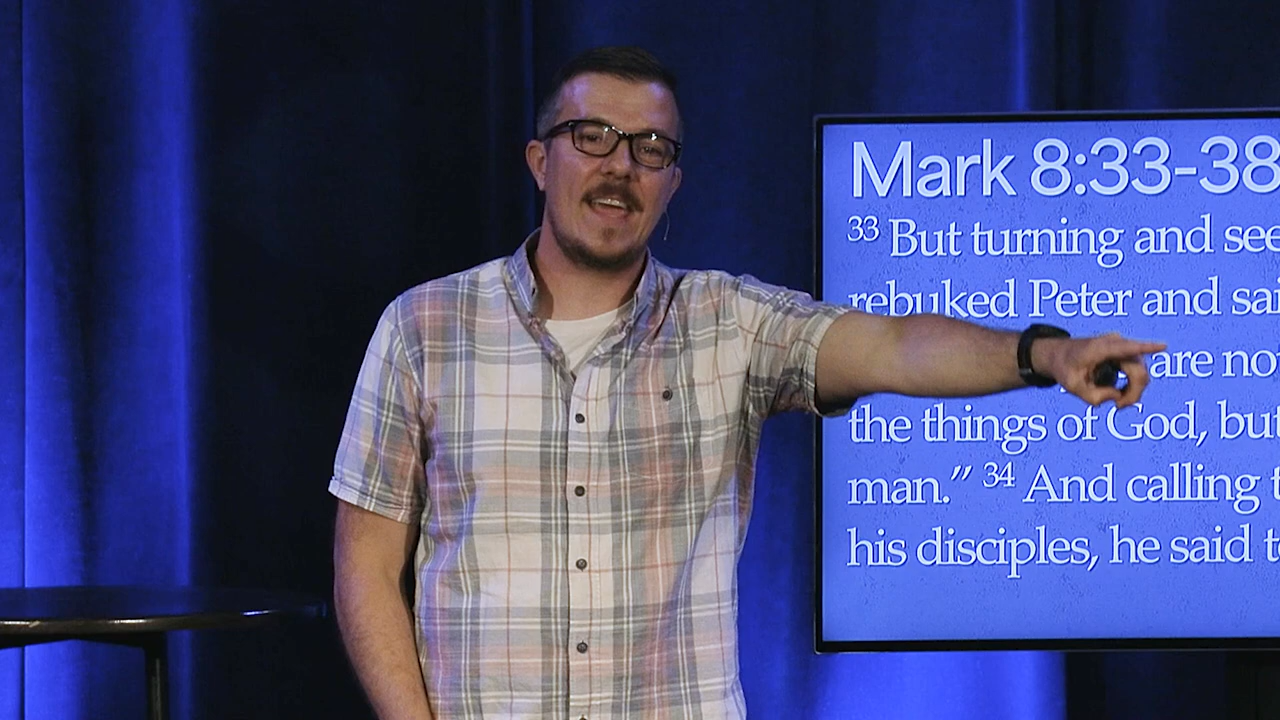 Mark 8:33-38
33 But turning and see
rebuked Peter and sa
are no
the things of God, but
man.” 34 And calling t
his disciples, he said t